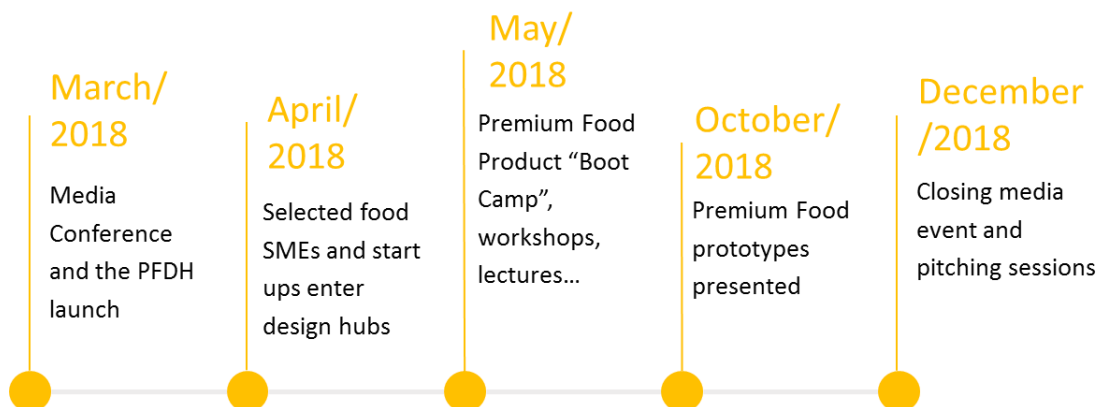 March/
2018
Media
Conference
and the PFDH
launch
April/
2018
Selected food
SMEs and start
ups enter
design hubs
May/
2018
Premium Food
Product “Boot
Camp”,
workshops,
lectures…
October/
2018
Premium Food
prototypes
presented
December
/2018
Closing media
event and
pitching sessions